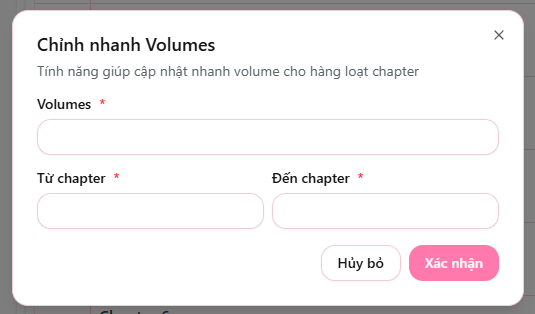 Chỉnh nhanh Volumes
Tính năng giúp cập nhật nhanh volume cho hàng loạt chapter
Volumes *
Từ chapter * Đến chapter *
Hủy bỏ Xác nhận